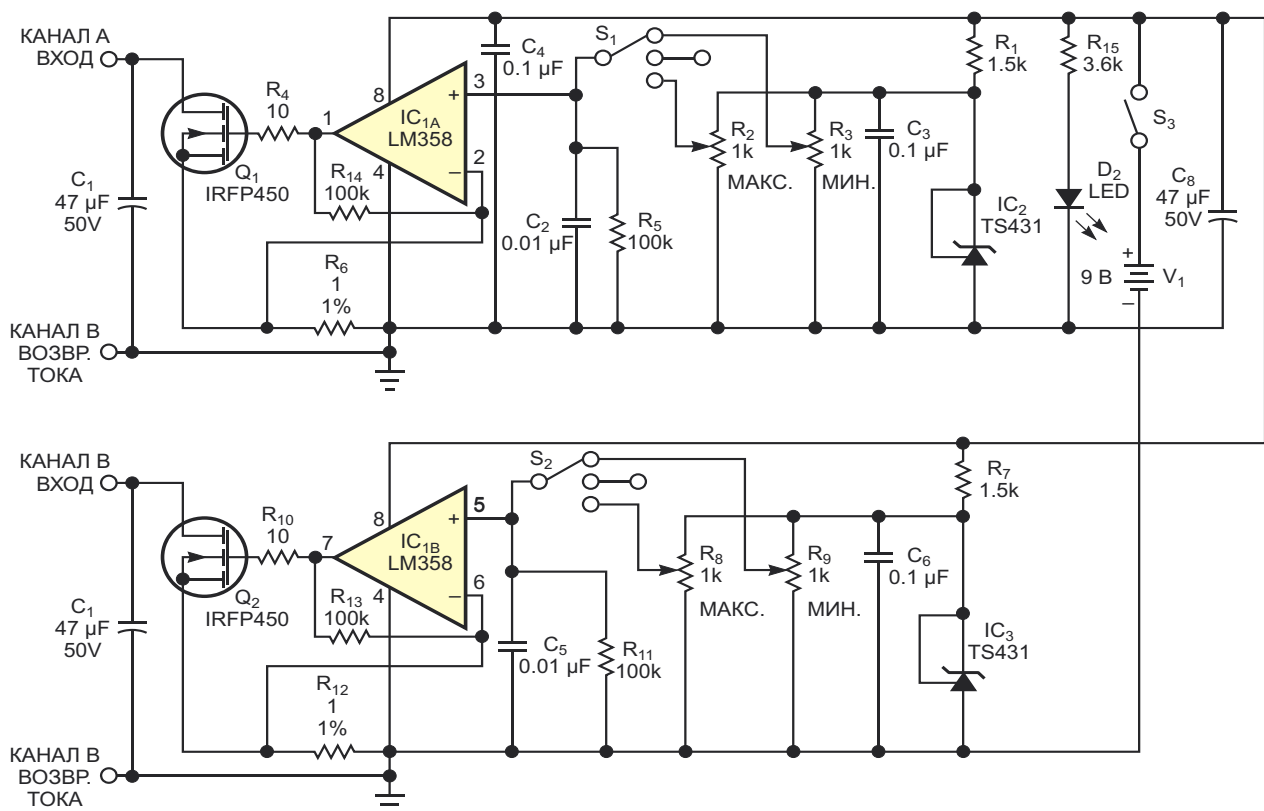 КАНАЛ А
ВХОД
C1
47 µF
50V
Q1
IRFP450
R4
10
1
8
4
IC1A
LM358
+
–
3
2
R14
100k
R6
1
1%
C4
0.1 µF
S1
C2
0.01 µF
R5
100k
R2
1k
МАКС.
R3
1k
МИН.
C3
0.1 µF
R1
1.5k
IC2
TS431
R15
3.6k
D2
LED
S3
+
9 В
–
V1
C8
47 µF
50V
КАНАЛ В
ВОЗВР.
ТОКА
КАНАЛ В
ВХОД
C1
47 µF
50V
Q2
IRFP450
R10
10
7
8
4
IC1B
LM358
+
–
5
6
R13
100k
R12
1
1%
S2
C5
0.01 µF
R11
100k
R8
1k
МАКС.
R9
1k
МИН.
C6
0.1 µF
R7
1.5k
IC3
TS431
КАНАЛ В
ВОЗВР.
ТОКА